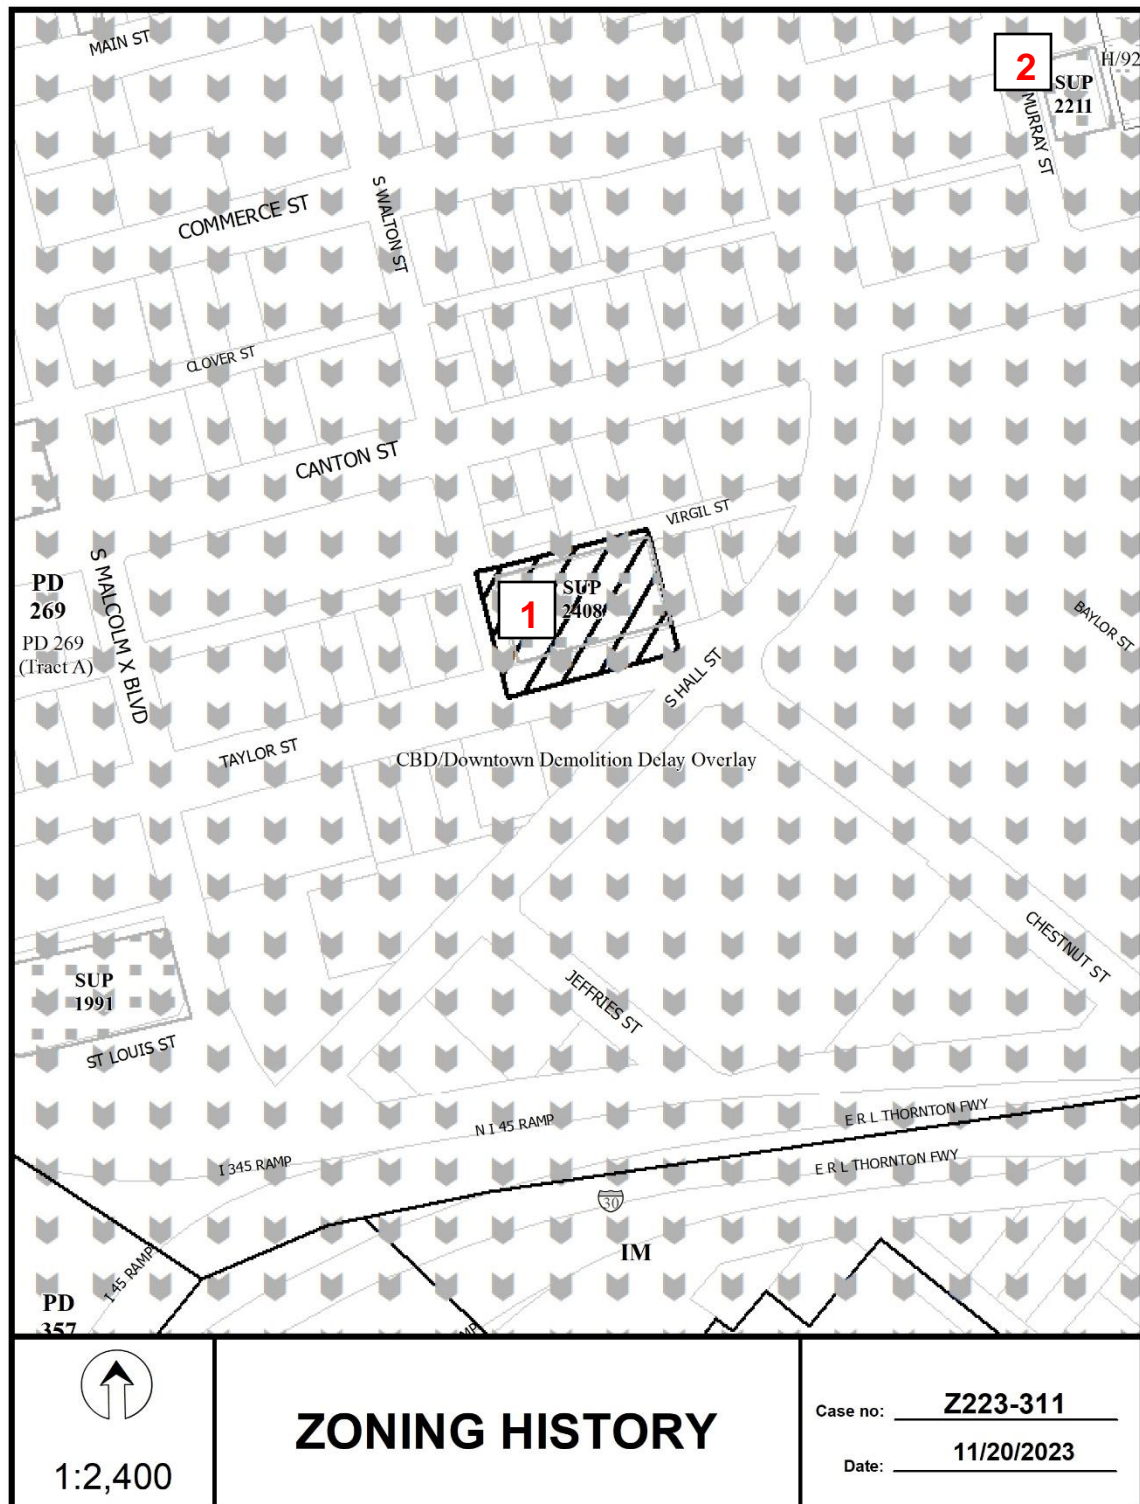 MAIN ST
2
H/92
SUP
2211
MURRAY ST
S WALTON ST
COMMERCE ST
CLOVER ST
CANTON ST
VIRGIL ST
PD
269
PD 269
(Tract A)
S MALCOLM X BLVD
1
SUP
2408
BAYLOR ST
S HALL ST
TAYLOR ST
CBD/Downtown Demolition Delay Overlay
CHESTNUT ST
SUP
1991
JEFFRIES ST
ST LOUIS ST
N I 45 RAMP
E R L THORNTON FWY
I 345 RAMP
E R L THORNTON FWY
30
IM
I 45 RAMP
PD
357
1:2,400
ZONING HISTORY
Case no: Z223-311
Date: 11/20/2023